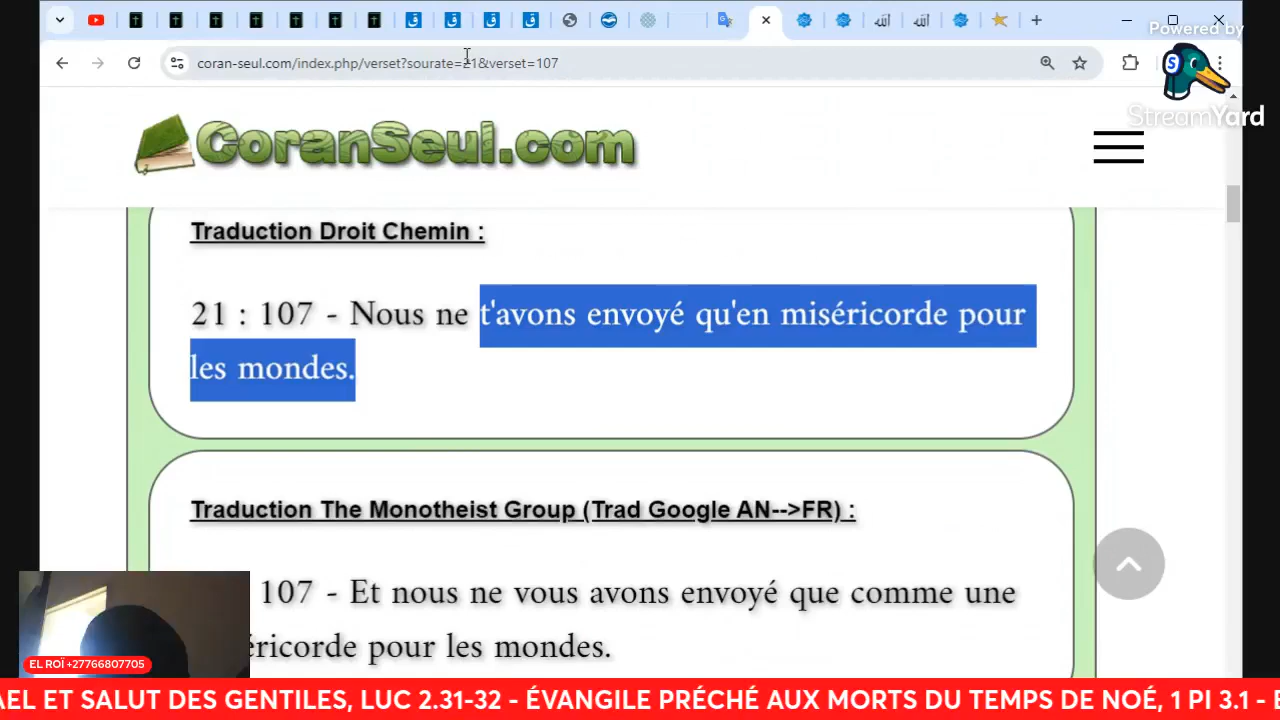 coran-seul.com/index.php/verset?sourate=21&verset=107
Powered by
StreamYard
CoranSeul.com
Traduction Droit Chemin :
21 : 107 - Nous ne t'avons envoyé qu'en miséricorde pour
les mondes.
Traduction The Monotheist Group (Trad Google AN-->FR) :
107 - Et nous ne vous avons envoyé que comme une
éricorde pour les mondes.
EL ROÏ +27766807705
AEL ET SALUT DES GENTILES, LUC 2.31-32 - ÉVANGILE PRÉCHÉ AUX MORTS DU TEMPS DE NOÉ, 1 PI 3.1 - E